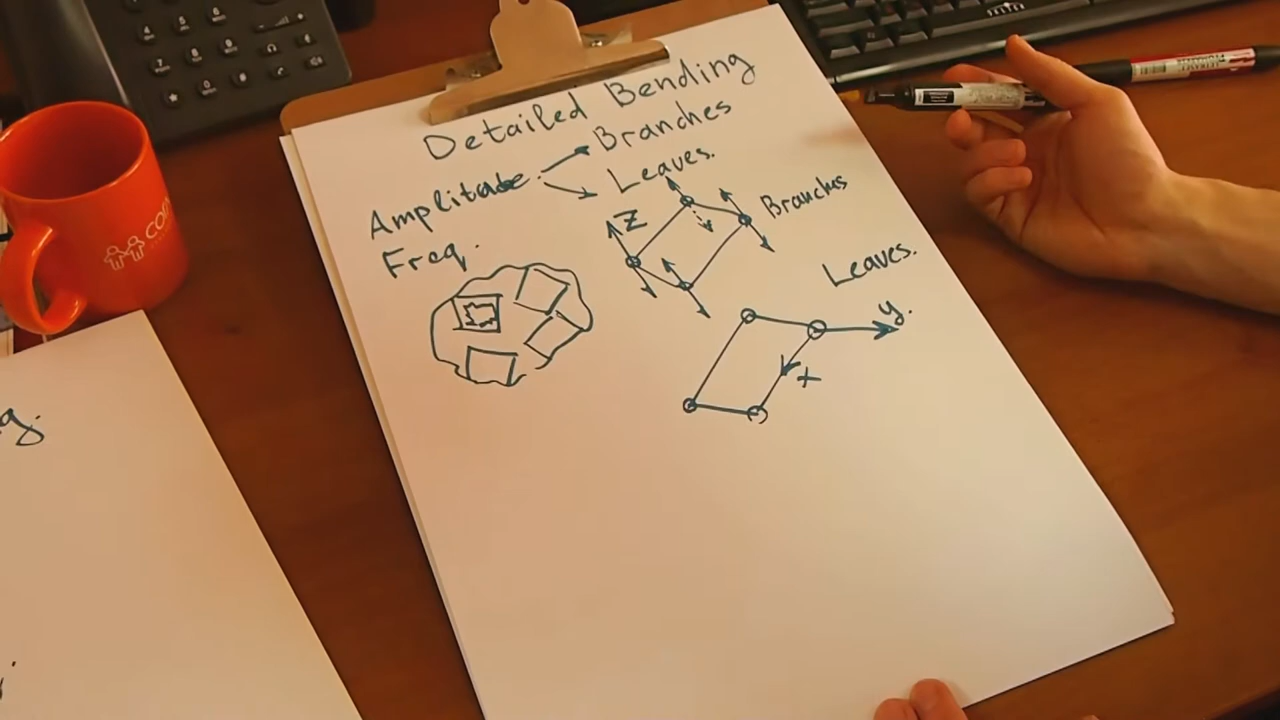 Detailed Bending
Amplitude
Branches
Leaves.
Freq.
Z
Branches
Leaves.
y.
x
g.